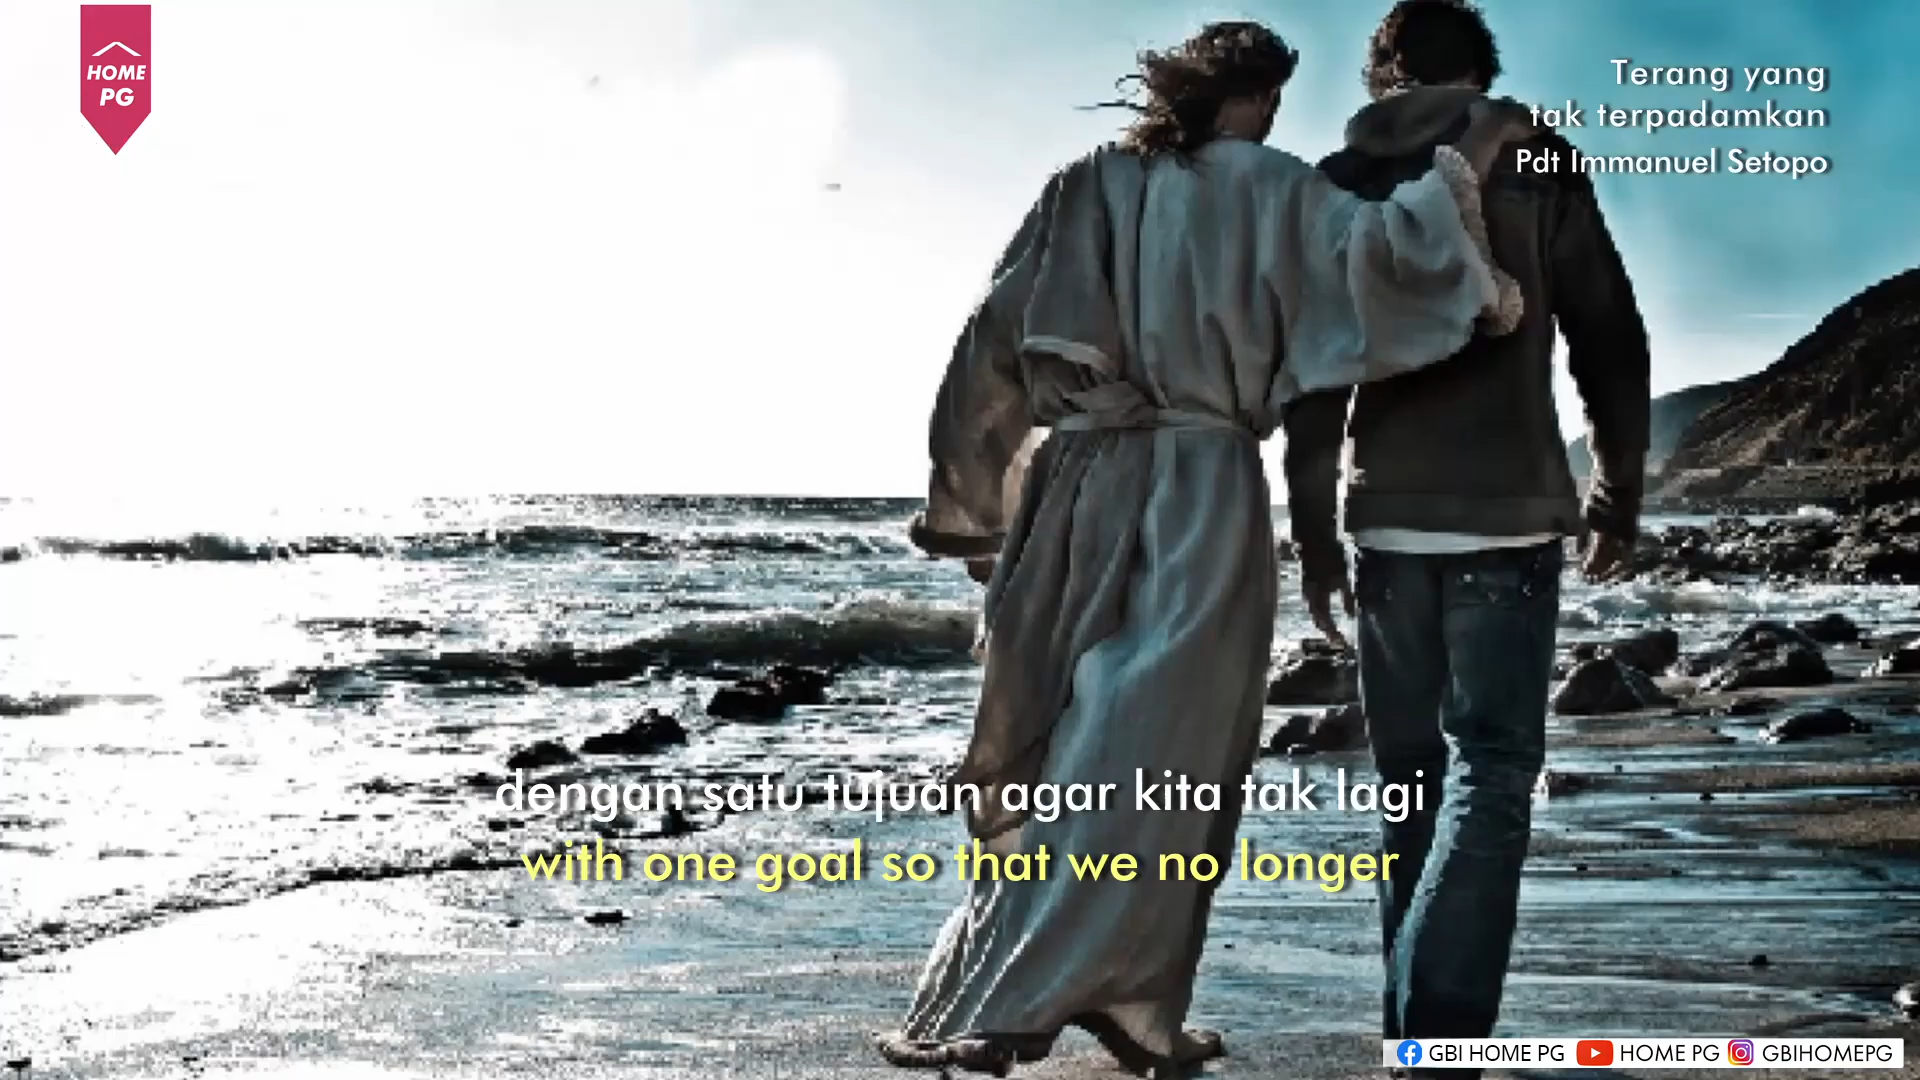 HOME
PG
Terang yang
tak terpadamkan
Pdt Immanuel Setopo
dengan satu tujuan agar kita tak lagi
with one goal so that we no longer
GBI HOME PG HOME PG GBIHOMEPG